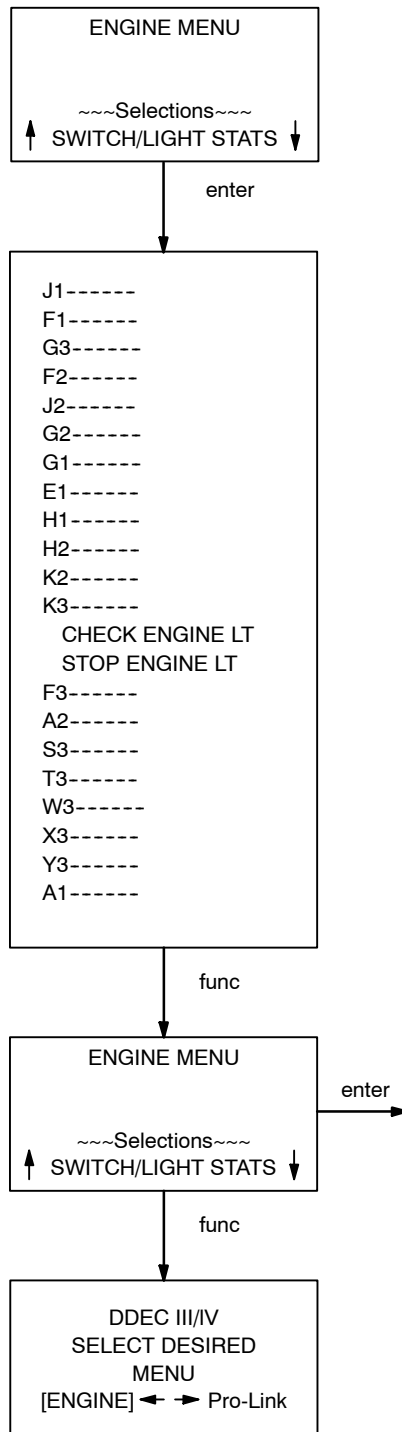 ENGINE MENU
~~~Selections~~~
SWITCH/LIGHT STATS
enter
J1------
F1------
G3------
F2------
J2------
G2------
G1------
E1------
H1------
H2------
K2------
K3------
CHECK ENGINE LT
STOP ENGINE LT
F3------
A2------
S3------
T3------
W3------
X3------
Y3------
A1------
func
ENGINE MENU
enter
~~~Selections~~~
SWITCH/LIGHT STATS
func
DDEC III/IV
SELECT DESIRED
MENU
[ENGINE] Pro-Link